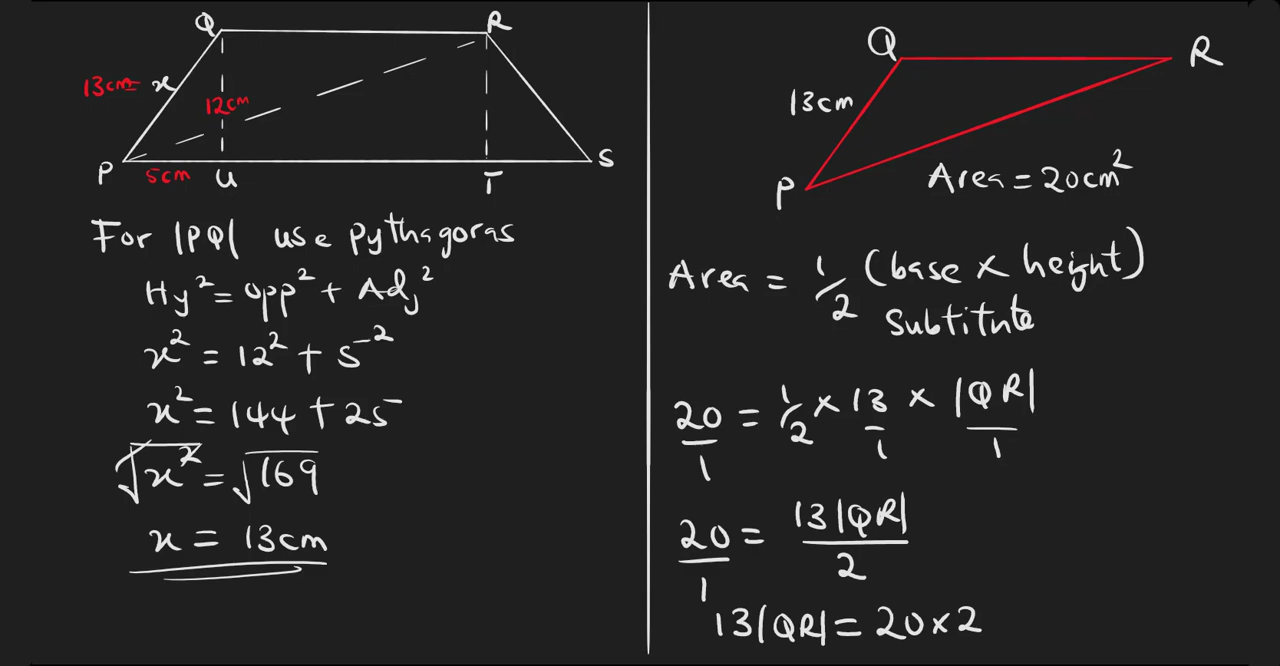 Q R
13cm x
12cm
P 5cm U T S
For |PQ| use pythagoras
Hy² = opp² + Adj²
x² = 12² + 5²
x² = 144 + 25
√x² = √169
x = 13cm
Q R
13cm
P Area = 20cm²
Area = 1/2 (base × height)
Substitute
20/1 = 1/2 × 13/1 × |QR|/1
20/1 = 13|QR|/2
13|QR| = 20×2